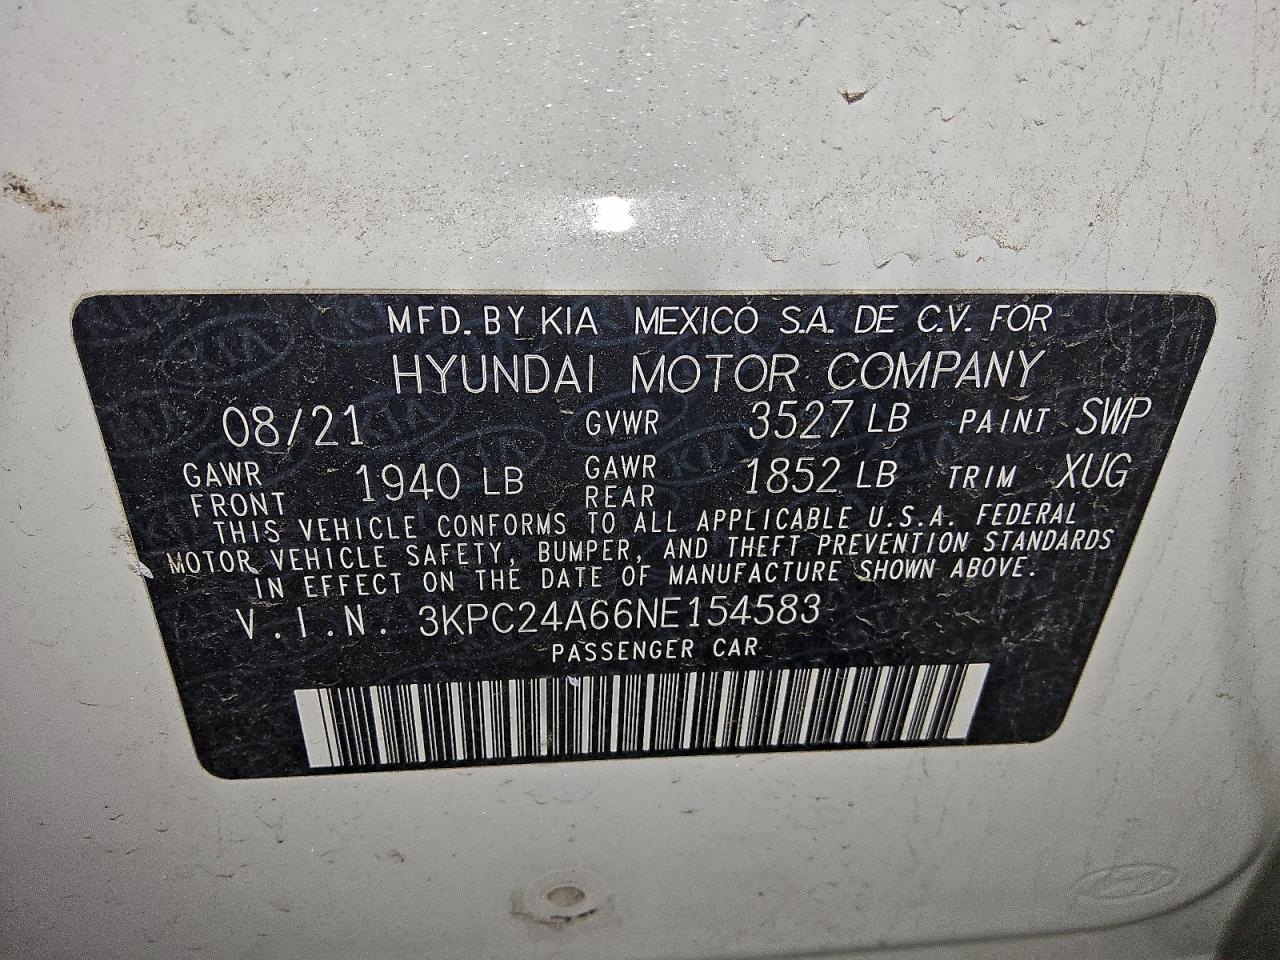 MFD. BY KIA MEXICO S.A. DE C.V. FOR
HYUNDAI MOTOR COMPANY
08/21 GVWR 3527 LB PAINT SWP
GAWR FRONT 1940 LB GAWR REAR 1852 LB TRIM XUG
THIS VEHICLE CONFORMS TO ALL APPLICABLE U.S.A. FEDERAL
MOTOR VEHICLE SAFETY, BUMPER, AND THEFT PREVENTION STANDARDS
IN EFFECT ON THE DATE OF MANUFACTURE SHOWN ABOVE.
V.I.N. 3KPC24A66NE154583
PASSENGER CAR